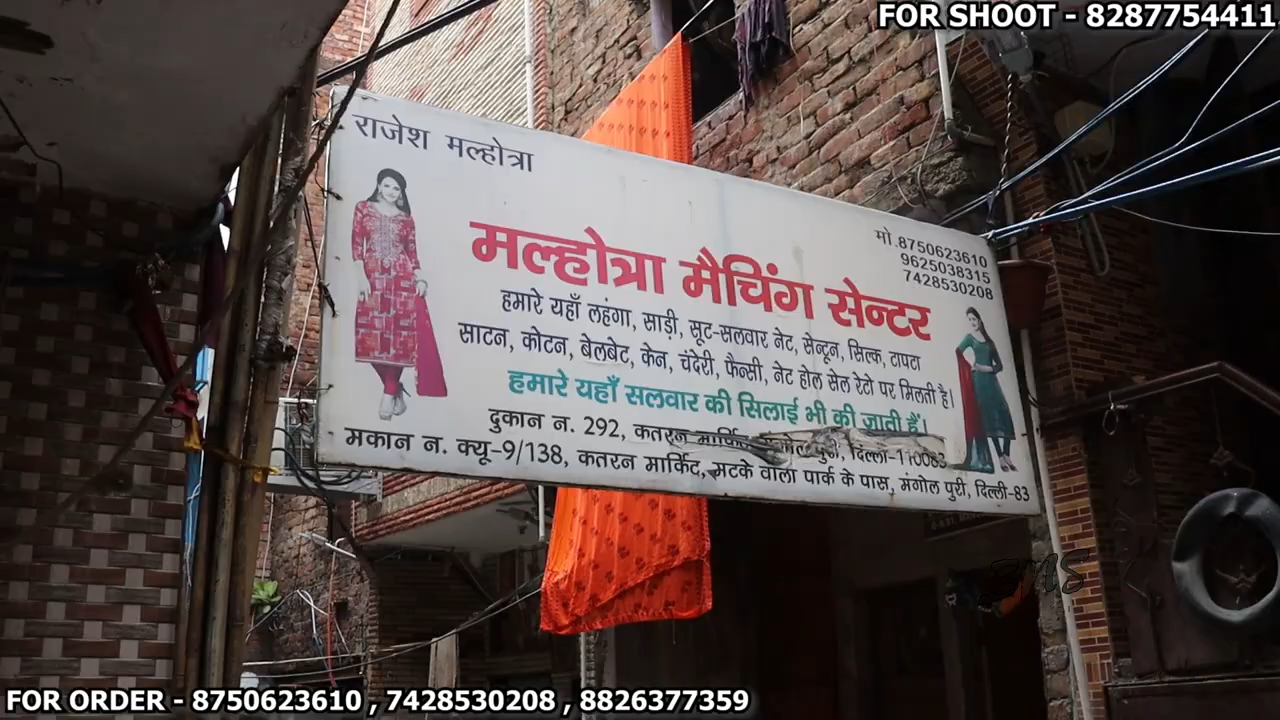 FOR SHOOT - 8287754411
राजेश मल्होत्रा
मो.8750623610
9625038315
7428530208
मल्होत्रा मैचिंग सेन्टर
हमारे यहाँ लहंगा, साड़ी, सूट-सलवार नेट, सेन्टून, सिल्क, टापटा
साटन, कोटन, बेलबेट, केन, चंदेरी, फैन्सी, नेट होल सेल रेटो पर मिलती है।
हमारे यहाँ सलवार की सिलाई भी की जाती हैं।
दुकान न. 292, कतरन मार्किट पुरी, दिल्ली-110083
मकान न. क्यू-9/138, कतरन मार्किट, मटके वाला पार्क के पास, मंगोल पुरी, दिल्ली-83
FOR ORDER - 8750623610 , 7428530208 , 8826377359